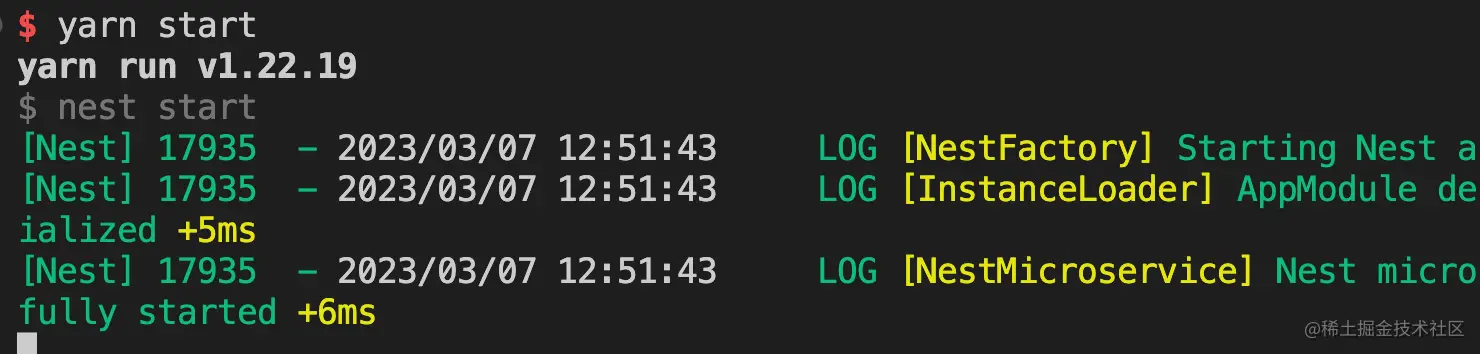 $ yarn start
yarn run v1.22.19
$ nest start
[Nest] 17935  - 2023/03/07 12:51:43     LOG [NestFactory] Starting Nest a
[Nest] 17935  - 2023/03/07 12:51:43     LOG [InstanceLoader] AppModule de
ialized +5ms
[Nest] 17935  - 2023/03/07 12:51:43     LOG [NestMicroservice] Nest micro
fully started +6ms
@稀土掘金技术社区